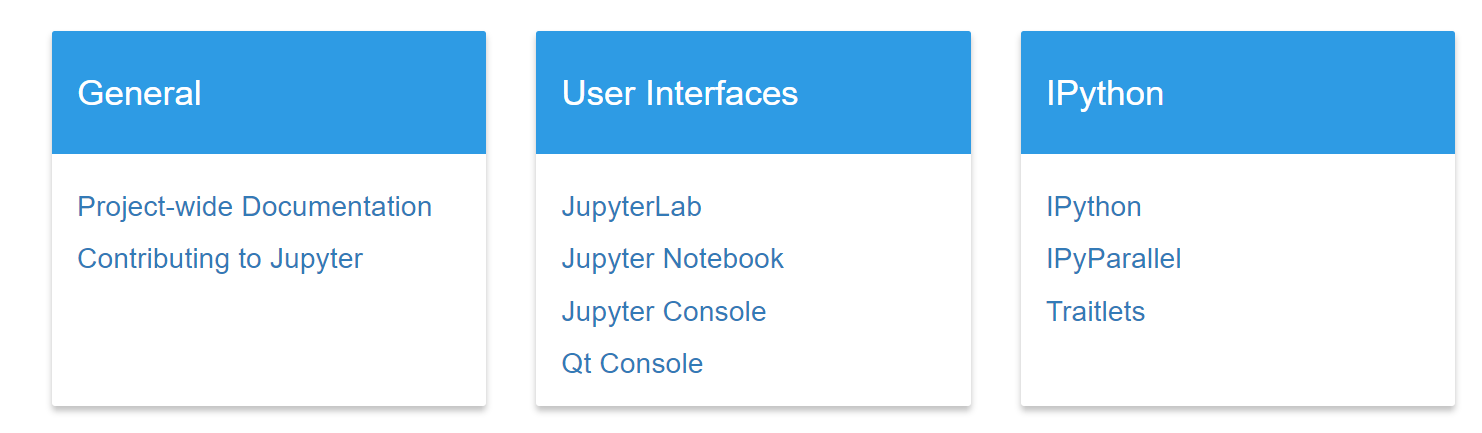 General
Project-wide Documentation
Contributing to Jupyter
User Interfaces
JupyterLab
Jupyter Notebook
Jupyter Console
Qt Console
IPython
IPython
IPyParallel
Traitlets